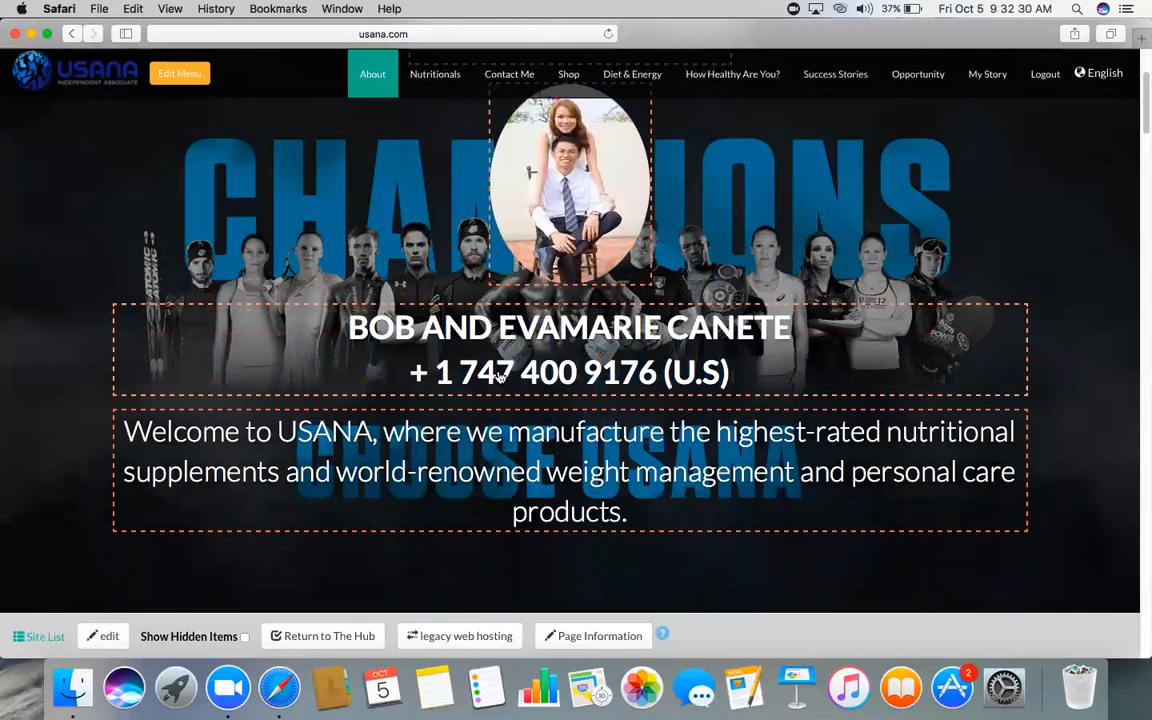 Safari File Edit View History Bookmarks Window Help 37% Fri Oct 5 9 32 30 AM
usana.com
USANA
INDEPENDENT ASSOCIATE
Edit Menu
About Nutritionals Contact Me Shop Diet & Energy How Healthy Are You? Success Stories Opportunity My Story Logout English
CHAMPIONS
ATOMIC
BOB AND EVAMARIE CANETE
+ 1 747 400 9176 (U.S)
Welcome to USANA, where we manufacture the highest-rated nutritional
supplements and world-renowned weight management and personal care
products.
CHOOSE USANA
Site List edit Show Hidden Items Return to The Hub legacy web hosting Page Information ?
OCT
5
2